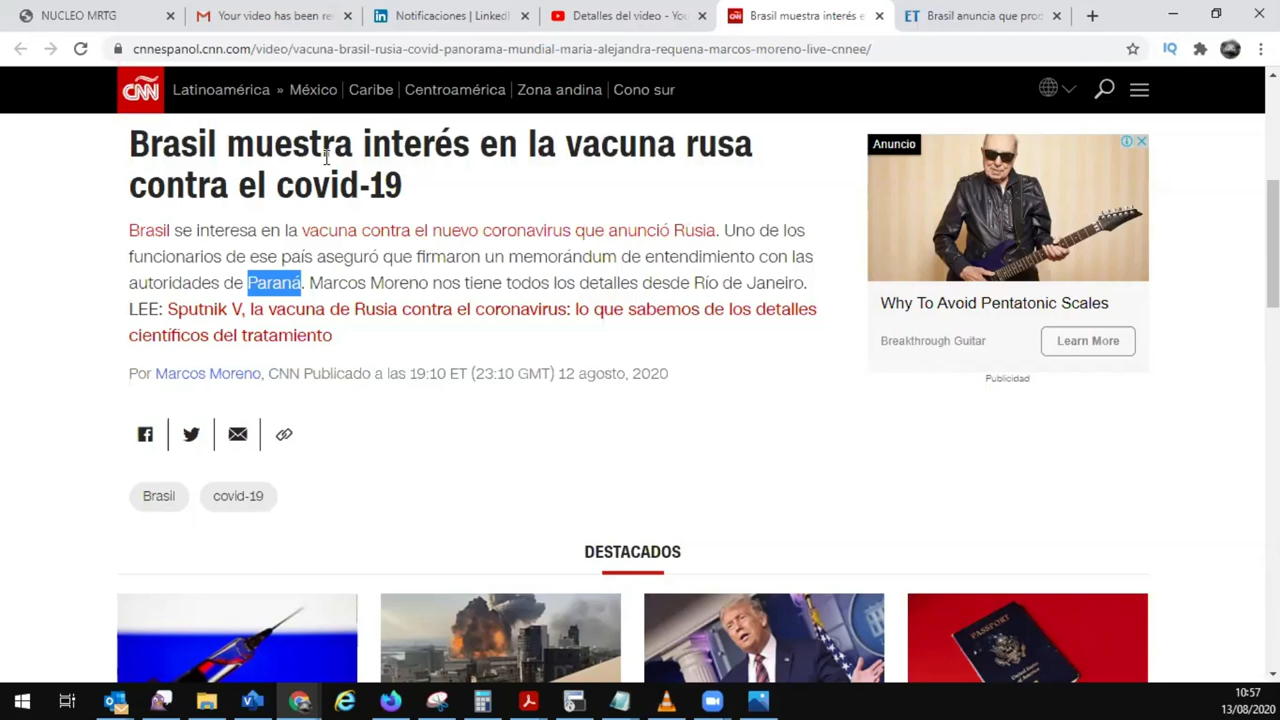 NUCLEO MRTG
Your video has been re
Notificaciones | LinkedI
Detalles del video - You
Brasil muestra interés e
ET
Brasil anuncia que prod
cnnespanol.cnn.com/video/vacuna-brasil-rusia-covid-panorama-mundial-maria-alejandra-requena-marcos-moreno-live-cnnee/
IQ
CNN
Latinoamérica » México | Caribe | Centroamérica | Zona andina | Cono sur
Brasil muestra interés en la vacuna rusa
contra el covid-19
Brasil se interesa en la vacuna contra el nuevo coronavirus que anunció Rusia. Uno de los
funcionarios de ese país aseguró que firmaron un memorándum de entendimiento con las
autoridades de Paraná. Marcos Moreno nos tiene todos los detalles desde Río de Janeiro.
LEE: Sputnik V, la vacuna de Rusia contra el coronavirus: lo que sabemos de los detalles
científicos del tratamiento
Por Marcos Moreno, CNN Publicado a las 19:10 ET (23:10 GMT) 12 agosto, 2020
Brasil
covid-19
Anuncio
Why To Avoid Pentatonic Scales
Breakthrough Guitar
Learn More
Publicidad
DESTACADOS
PASSPORT
10:57
13/08/2020